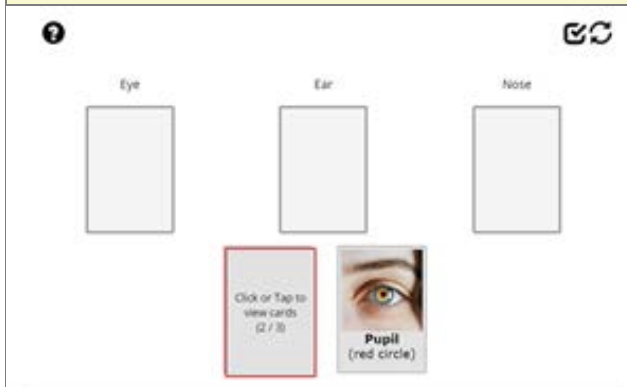 ?
Eye
Ear
Nose
Click or Tap to
view cards
(2 / 3)
Pupil
(red circle)